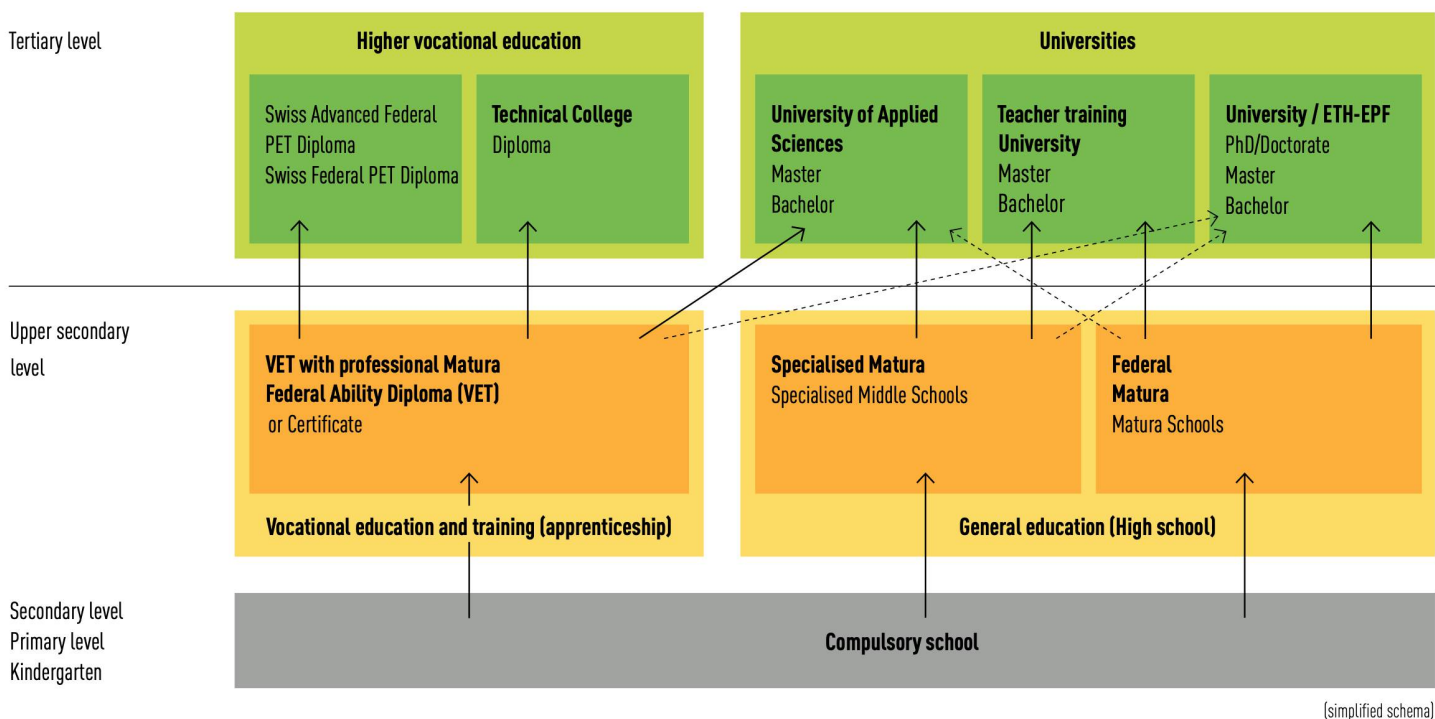 Tertiary level
Higher vocational education
Universities
Swiss Advanced Federal
PET Diploma
Swiss Federal PET Diploma
Technical College
Diploma
University of Applied
Sciences
Master
Bachelor
Teacher training
University
Master
Bachelor
University / ETH-EPF
PhD/Doctorate
Master
Bachelor
Upper secondary
level
VET with professional Matura
Federal Ability Diploma (VET)
or Certificate
Vocational education and training (apprenticeship)
Specialised Matura
Specialised Middle Schools
Federal
Matura
Matura Schools
General education (High school)
Secondary level
Primary level
Kindergarten
Compulsory school
(simplified schema)